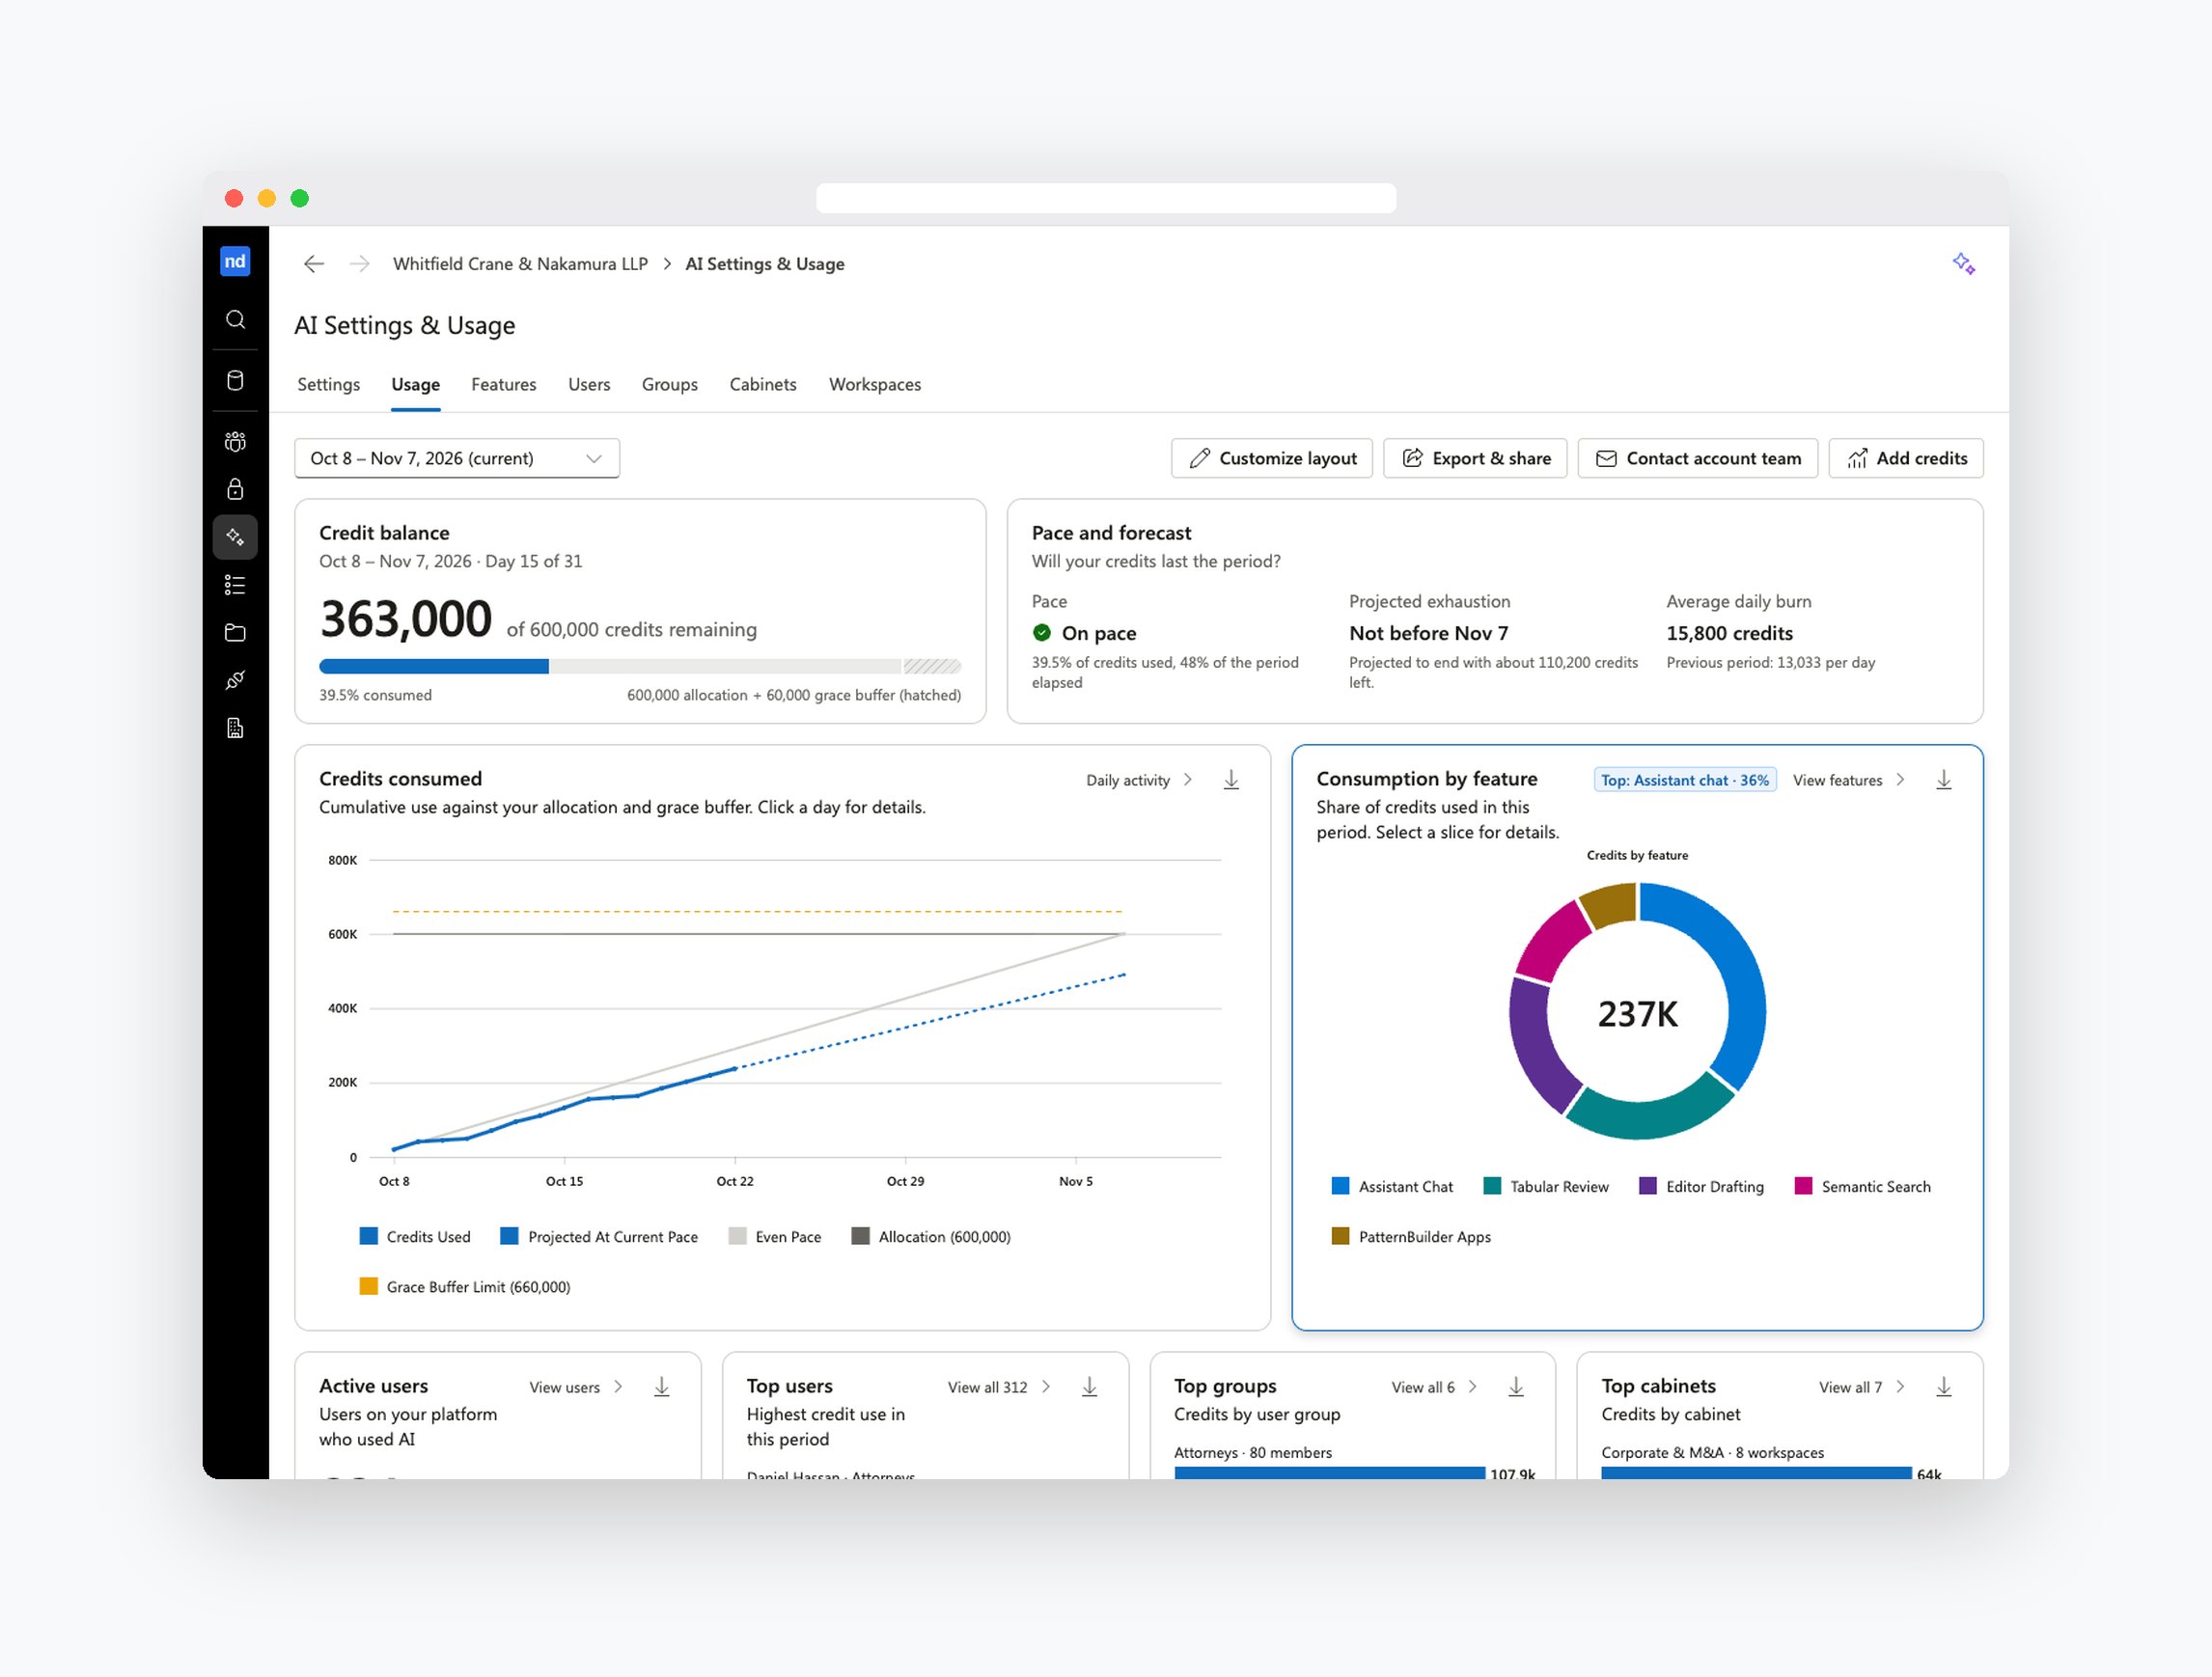 nd
Whitfield Crane & Nakamura LLP > AI Settings & Usage
AI Settings & Usage
Settings Usage Features Users Groups Cabinets Workspaces
Oct 8 – Nov 7, 2026 (current)
Customize layout
Export & share
Contact account team
Add credits
Credit balance
Oct 8 – Nov 7, 2026 · Day 15 of 31
363,000 of 600,000 credits remaining
39.5% consumed
600,000 allocation + 60,000 grace buffer (hatched)
Pace and forecast
Will your credits last the period?
Pace
On pace
39.5% of credits used, 48% of the period
elapsed
Projected exhaustion
Not before Nov 7
Projected to end with about 110,200 credits
left.
Average daily burn
15,800 credits
Previous period: 13,033 per day
Credits consumed
Daily activity
Cumulative use against your allocation and grace buffer. Click a day for details.
800K
600K
400K
200K
0
Oct 8 Oct 15 Oct 22 Oct 29 Nov 5
Credits Used Projected At Current Pace Even Pace Allocation (600,000)
Grace Buffer Limit (660,000)
Consumption by feature
Top: Assistant chat · 36%
View features
Share of credits used in this
period. Select a slice for details.
Credits by feature
237K
Assistant Chat Tabular Review Editor Drafting Semantic Search
PatternBuilder Apps
Active users
View users
Users on your platform
who used AI
Top users
View all 312
Highest credit use in
this period
Daniel Hassan · Attorneys
Top groups
View all 6
Credits by user group
Attorneys · 80 members
107.9k
Top cabinets
View all 7
Credits by cabinet
Corporate & M&A · 8 workspaces
64k